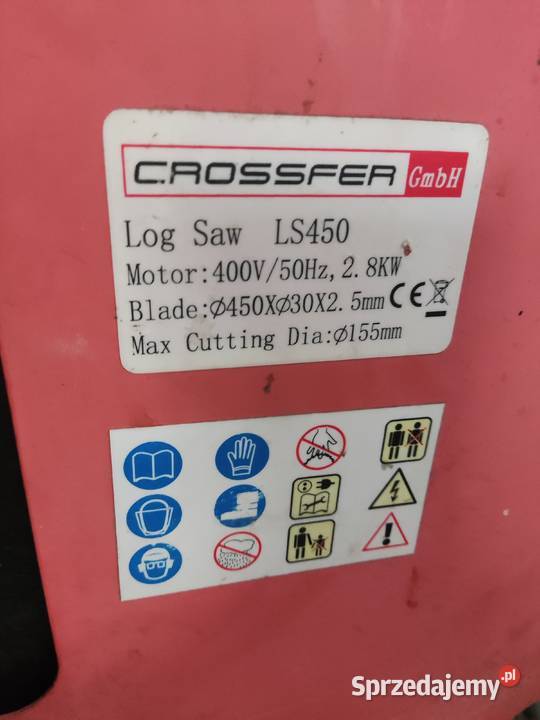 CROSSFER GmbH
Log Saw LS450
Motor:400V/50Hz, 2.8KW
Blade:Ø450XØ30X2.5mm CE
Max Cutting Dia:Ø155mm
Sprzedajemy.pl